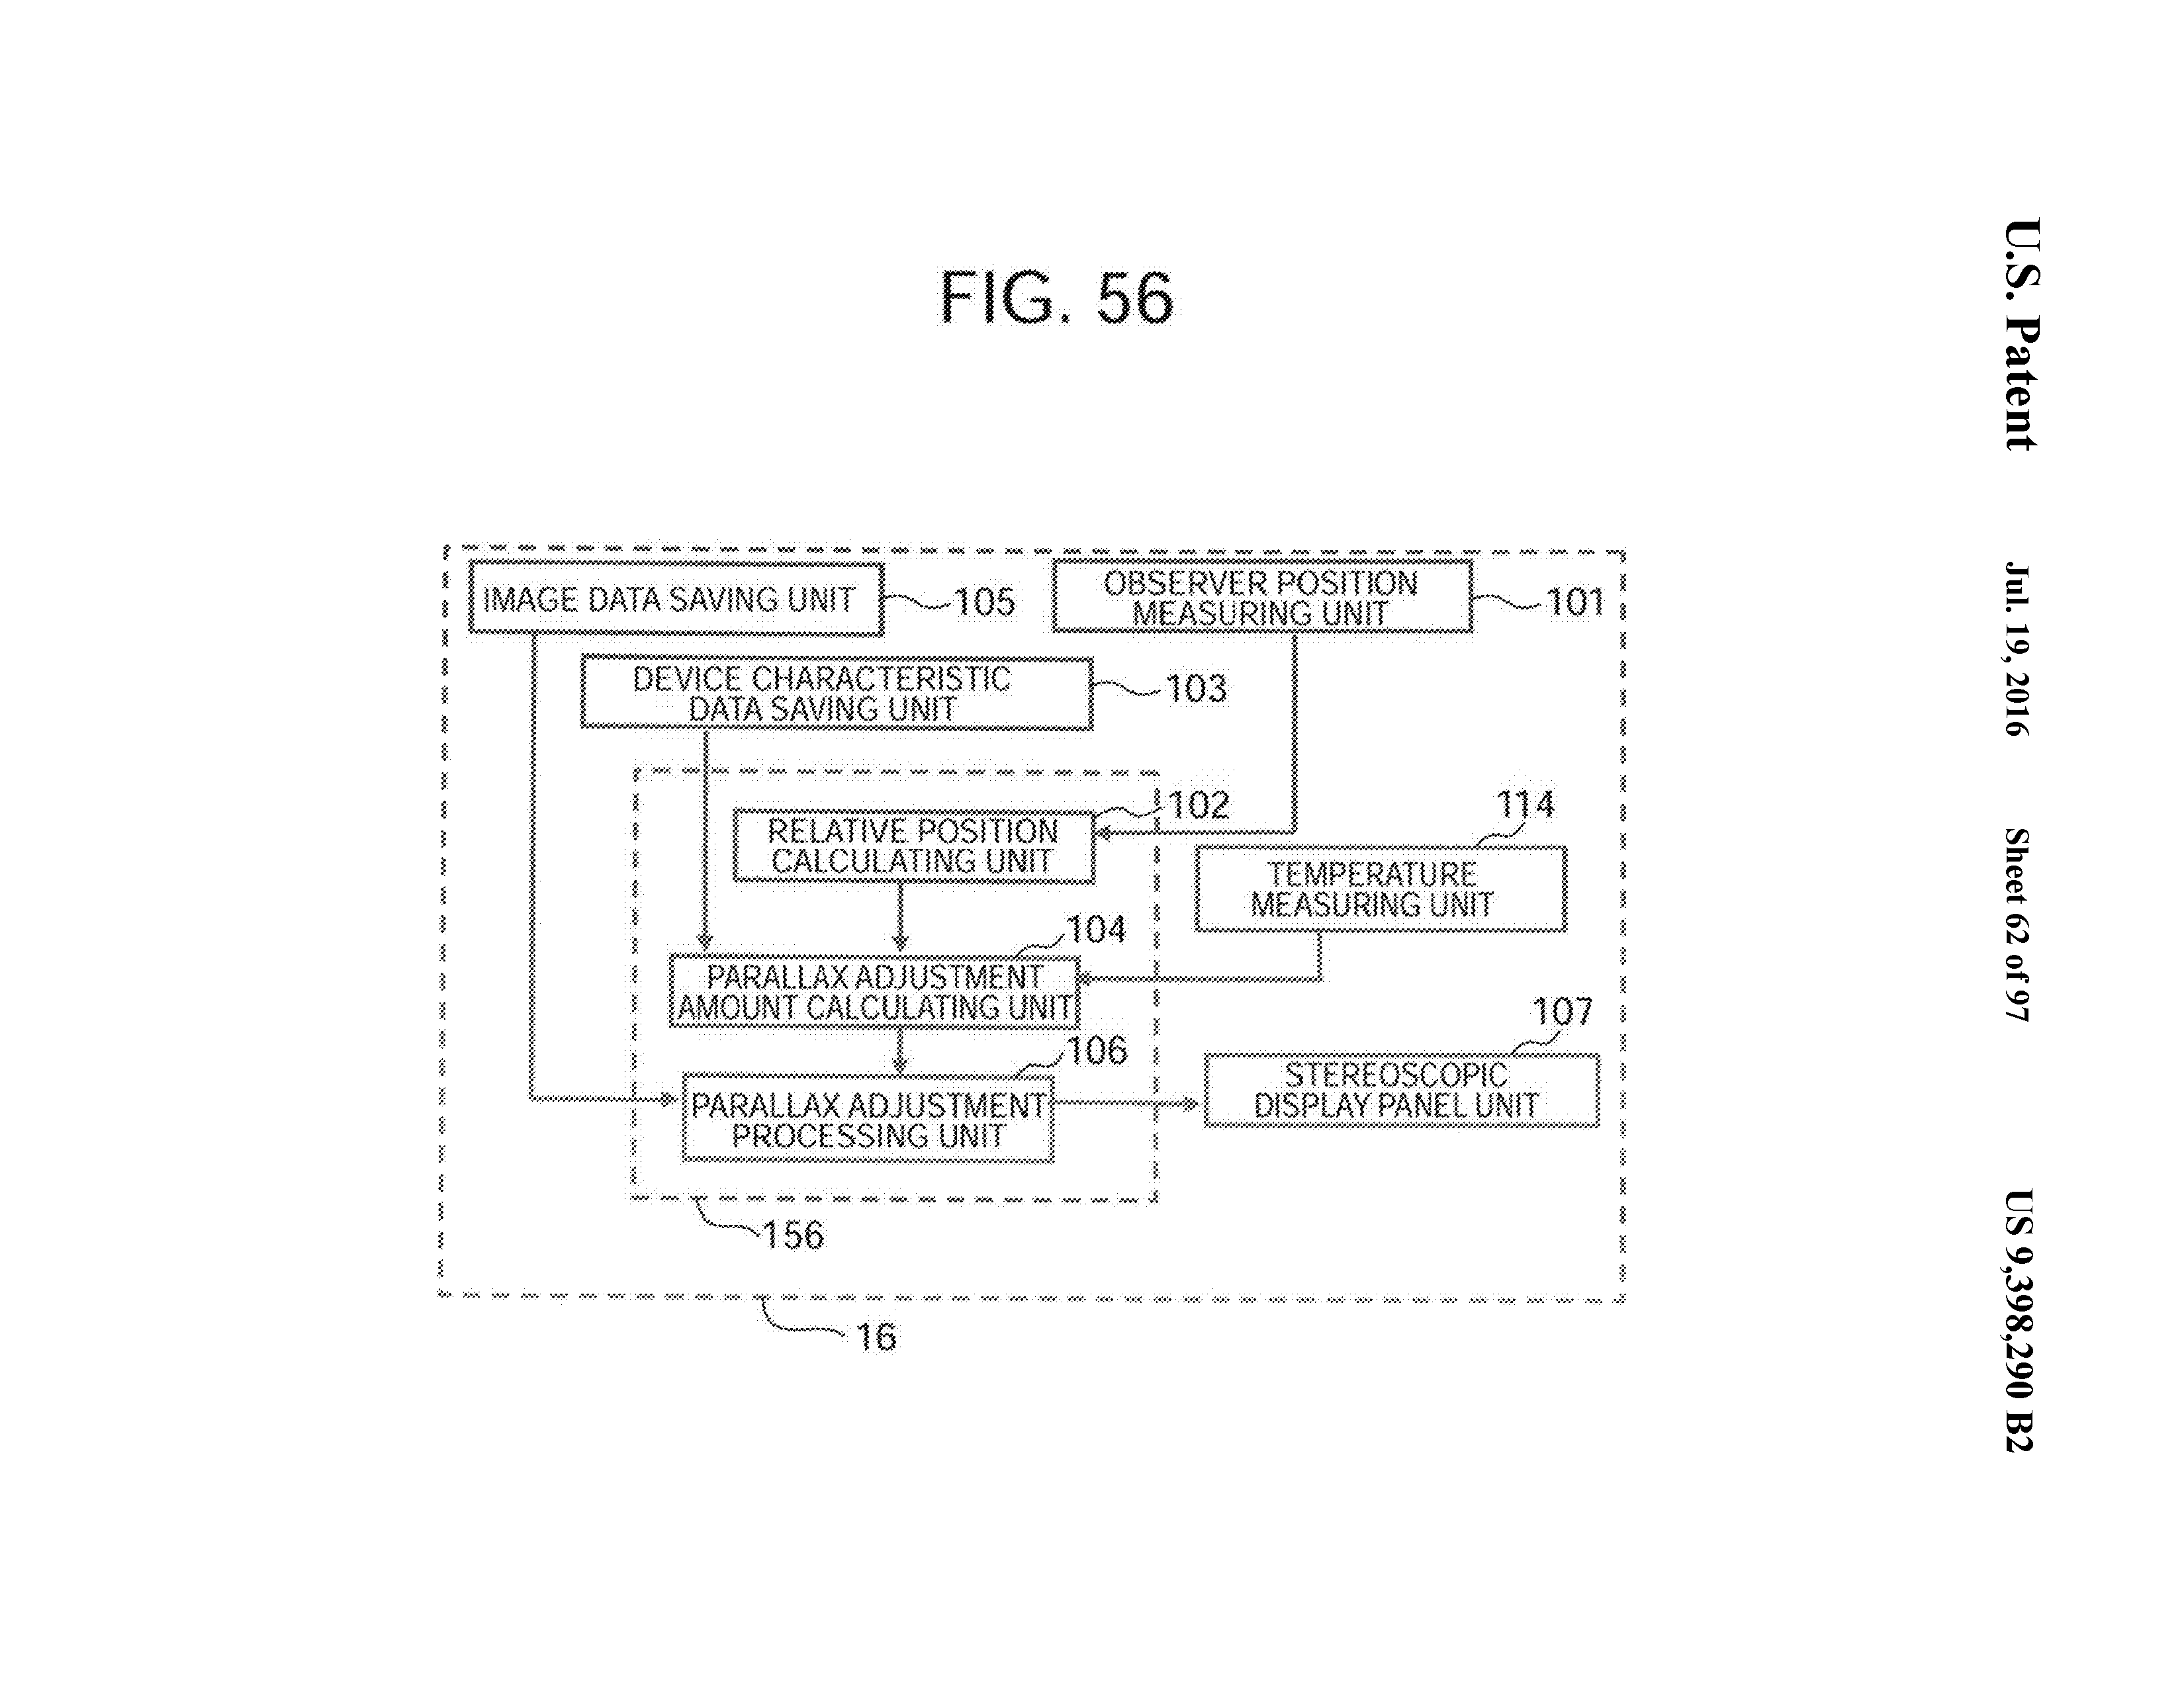 U.S. Patent
Jul. 19, 2016
Sheet 62 of 97
US 9,398,290 B2
FIG. 56
IMAGE DATA SAVING UNIT
105
OBSERVER POSITION
MEASURING UNIT
101
DEVICE CHARACTERISTIC
DATA SAVING UNIT
103
RELATIVE POSITION
CALCULATING UNIT
102
TEMPERATURE
MEASURING UNIT
114
PARALLAX ADJUSTMENT
AMOUNT CALCULATING UNIT
104
PARALLAX ADJUSTMENT
PROCESSING UNIT
106
STEREOSCOPIC
DISPLAY PANEL UNIT
107
156
16